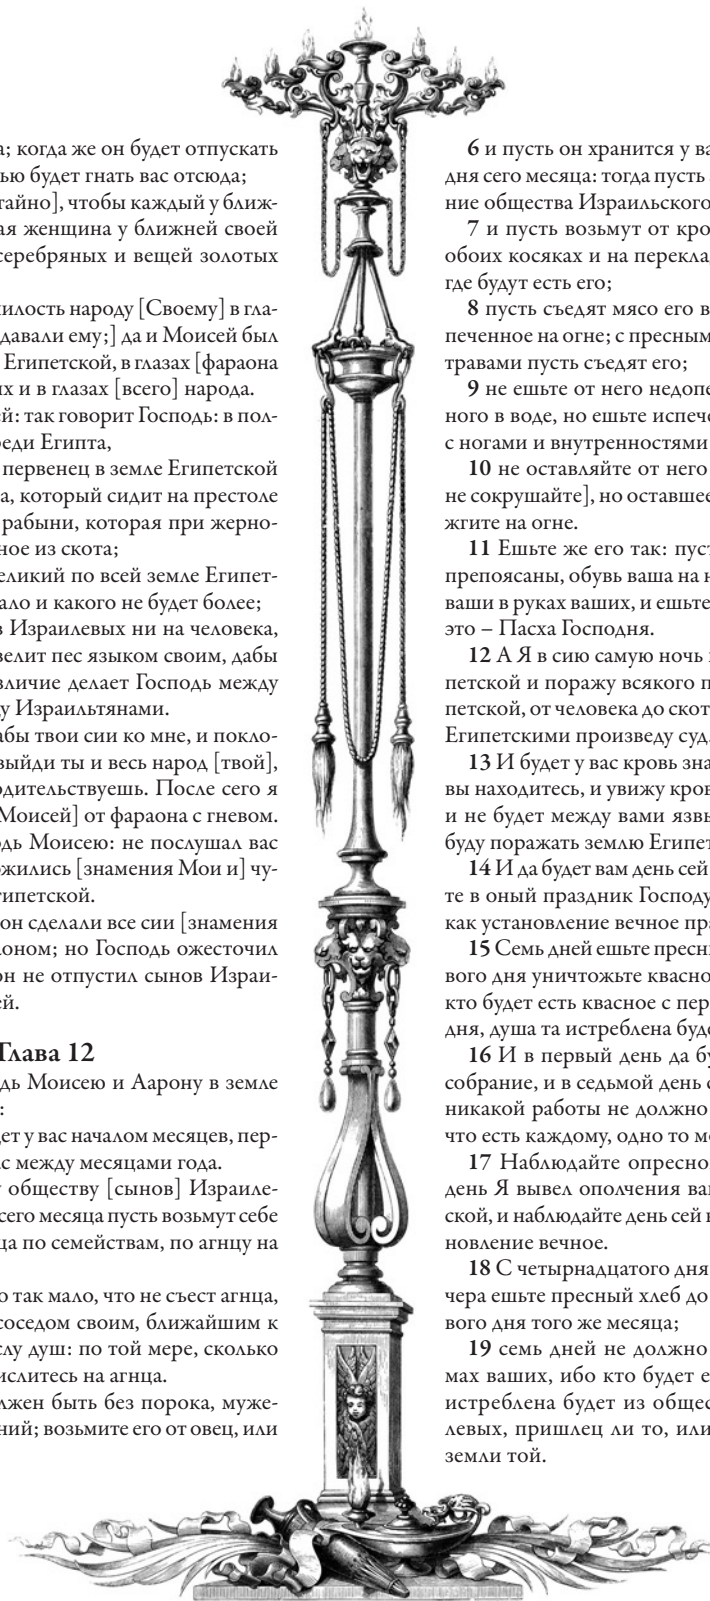 а; когда же он будет отпускать
ью будет гнать вас отсюда;
тайно], чтобы каждый у ближ-
ая женщина у ближней своей
серебряных и вещей золотых
милость народу [Своему] в гла-
давали ему;] да и Моисей был
Египетской, в глазах [фараона
их и в глазах [всего] народа.
ей: так говорит Господь: в пол-
реди Египта,
первенец в земле Египетской
а, который сидит на престоле
рабыни, которая при жерно-
ное из скота;
еликий по всей земле Египет-
ало и какого не будет более;
в Израилевых ни на человека,
велит пес языком своим, дабы
зличие делает Господь между
у Израильтянами.
абы твои сии ко мне, и покло-
выйди ты и весь народ [твой],
одительствуешь. После сего я
Моисей] от фараона с гневом.
дь Моисею: не послушал вас
ожились [знамения Мои и] чу-
гипетской.
он сделали все сии [знамения
аоном; но Господь ожесточил
он не отпустил сынов Израи-
ей.
Глава 12
дь Моисею и Аарону в земле
:
дет у вас началом месяцев, пер-
ас между месяцами года.
у обществу [сынов] Израиле-
сего месяца пусть возьмут себе
ца по семействам, по агнцу на
о так мало, что не съест агнца,
соседом своим, ближайшим к
слу душ: по той мере, сколько
ислитесь на агнца.
лжен быть без порока, муже-
ний; возьмите его от овец, или
6 и пусть он хранится у ва
дня сего месяца: тогда пусть
ние общества Израильского
7 и пусть возьмут от кро
обоих косяках и на перекла
где будут есть его;
8 пусть съедят мясо его в
печенное на огне; с пресным
травами пусть съедят его;
9 не ешьте от него недопе
ного в воде, но ешьте испече
с ногами и внутренностями
10 не оставляйте от него
не сокрушайте], но оставшее
жгите на огне.
11 Ешьте же его так: пуст
препоясаны, обувь ваша на н
ваши в руках ваших, и ешьте
это – Пасха Господня.
12 А Я в сию самую ночь
петской и поражу всякого п
петской, от человека до скот
Египетскими произведу суд.
13 И будет у вас кровь зна
вы находитесь, и увижу кров
и не будет между вами язвы
буду поражать землю Египет
14 И да будет вам день сей
те в оный праздник Господу
как установление вечное пра
15 Семь дней ешьте пресн
вого дня уничтожьте квасно
кто будет есть квасное с пер
дня, душа та истреблена буд
16 И в первый день да бу
собрание, и в седьмой день с
никакой работы не должно
что есть каждому, одно то мо
17 Наблюдайте опресно
день Я вывел ополчения ва
ской, и наблюдайте день сей в
новление вечное.
18 С четырнадцатого дня
чера ешьте пресный хлеб до
вого дня того же месяца;
19 семь дней не должно
мах ваших, ибо кто будет е
истреблена будет из общес
левых, пришлец ли то, или
земли той.